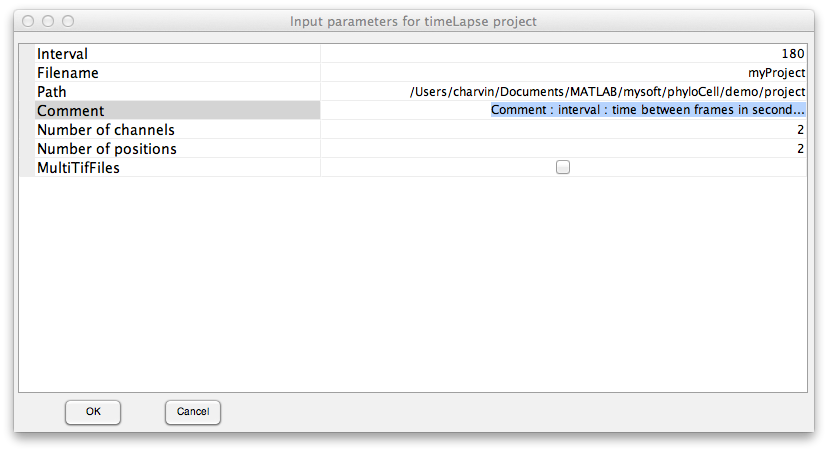 Input parameters for timeLapse project
Interval 180
Filename myProject
Path /Users/charvin/Documents/MATLAB/mysoft/phyloCell/demo/project
Comment Comment : interval : time between frames in second...
Number of channels 2
Number of positions 2
MultiTifFiles
OK Cancel